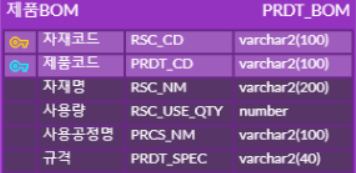 제품BOM PRDT_BOM
자재코드 RSC_CD varchar2(100)
제품코드 PRDT_CD varchar2(100)
자재명 RSC_NM varchar2(200)
사용량 RSC_USE_QTY number
사용공정명 PRCS_NM varchar2(100)
규격 PRDT_SPEC varchar2(40)